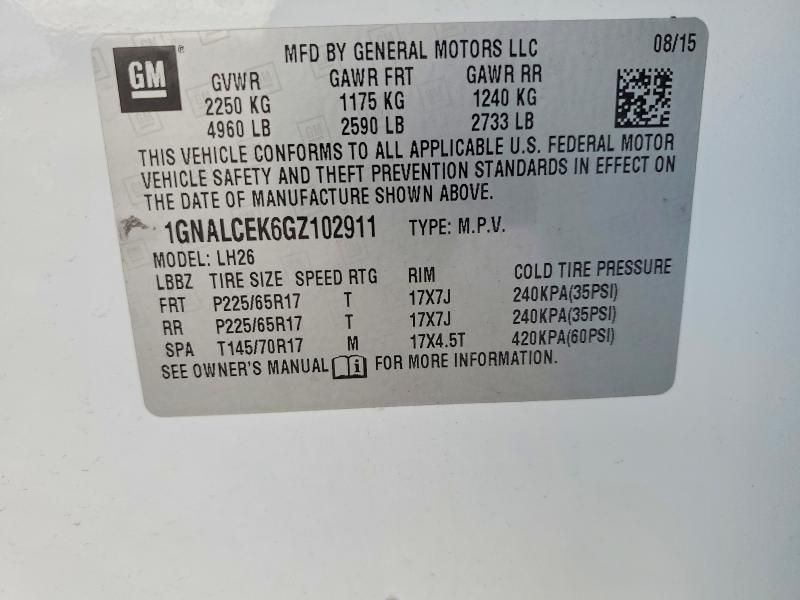 GM
MFD BY GENERAL MOTORS LLC 08/15
GVWR GAWR FRT GAWR RR
2250 KG 1175 KG 1240 KG
4960 LB 2590 LB 2733 LB
THIS VEHICLE CONFORMS TO ALL APPLICABLE U.S. FEDERAL MOTOR
VEHICLE SAFETY AND THEFT PREVENTION STANDARDS IN EFFECT ON
THE DATE OF MANUFACTURE SHOWN ABOVE.
1GNALCEK6GZ102911 TYPE: M.P.V.
MODEL: LH26
LBBZ TIRE SIZE SPEED RTG RIM COLD TIRE PRESSURE
FRT P225/65R17 T 17X7J 240KPA(35PSI)
RR P225/65R17 T 17X7J 240KPA(35PSI)
SPA T145/70R17 M 17X4.5T 420KPA(60PSI)
SEE OWNER'S MANUAL FOR MORE INFORMATION.